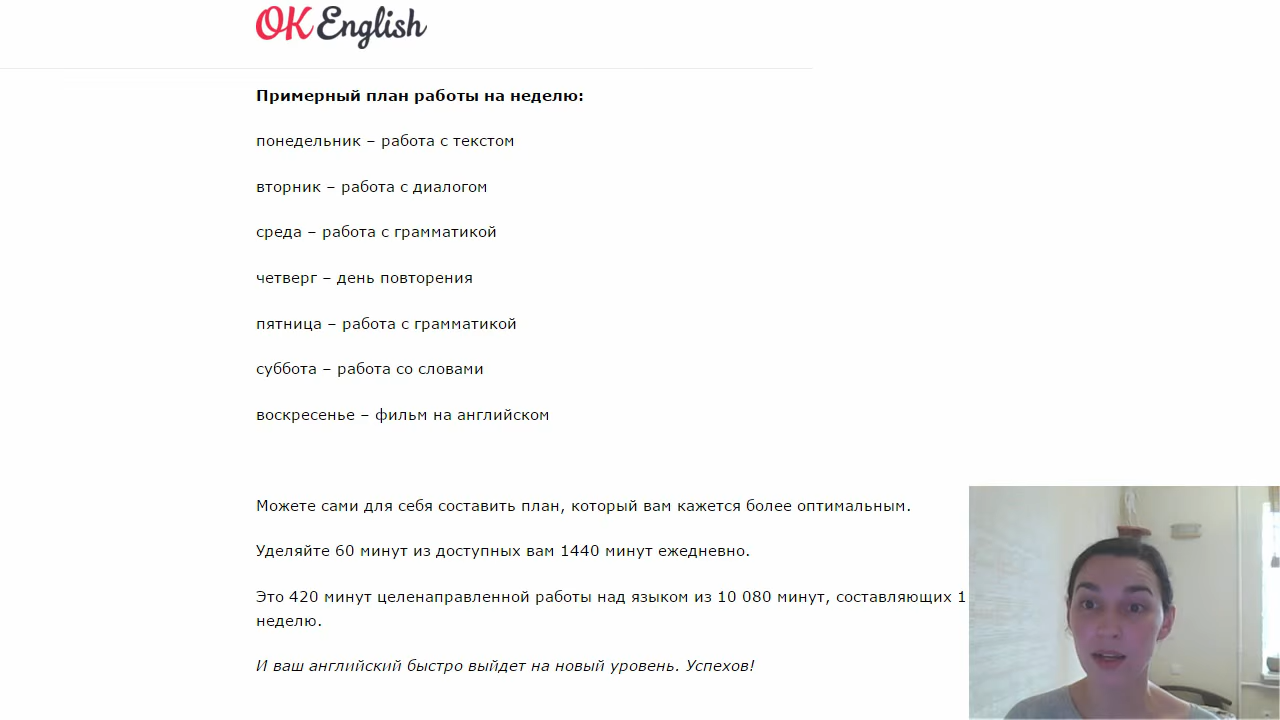 OK English
Примерный план работы на неделю:
понедельник – работа с текстом
вторник – работа с диалогом
среда – работа с грамматикой
четверг – день повторения
пятница – работа с грамматикой
суббота – работа со словами
воскресенье – фильм на английском
Можете сами для себя составить план, который вам кажется более оптимальным.
Уделяйте 60 минут из доступных вам 1440 минут ежедневно.
Это 420 минут целенаправленной работы над языком из 10 080 минут, составляющих 1
неделю.
И ваш английский быстро выйдет на новый уровень. Успехов!